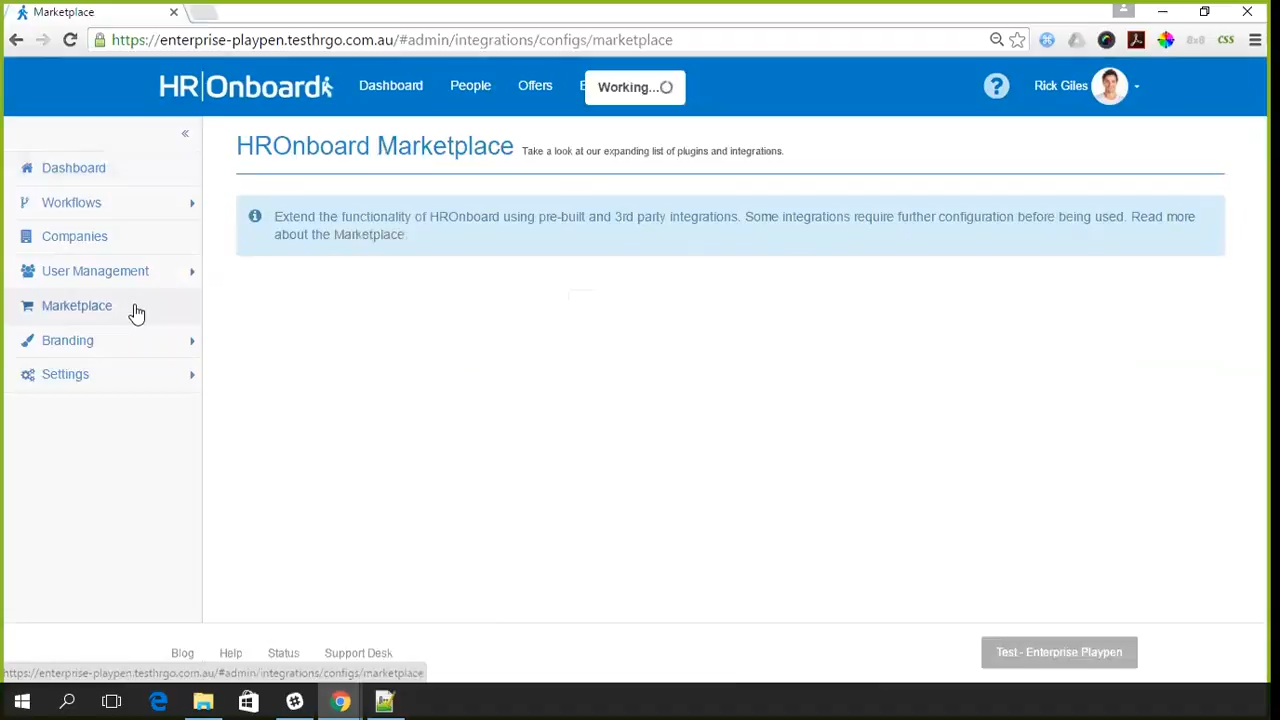 Marketplace
https://enterprise-playpen.testhrgo.com.au/#admin/integrations/configs/marketplace
CSS
HR Onboard
Dashboard
People
Offers
E
Working...
?
Rick Giles
«
Dashboard
Workflows
Companies
User Management
Marketplace
Branding
Settings
HROnboard Marketplace Take a look at our expanding list of plugins and integrations.
Extend the functionality of HROnboard using pre-built and 3rd party integrations. Some integrations require further configuration before being used. Read more
about the Marketplace.
Blog
Help
Status
Support Desk
Test - Enterprise Playpen
https://enterprise-playpen.testhrgo.com.au/#admin/integrations/configs/marketplace